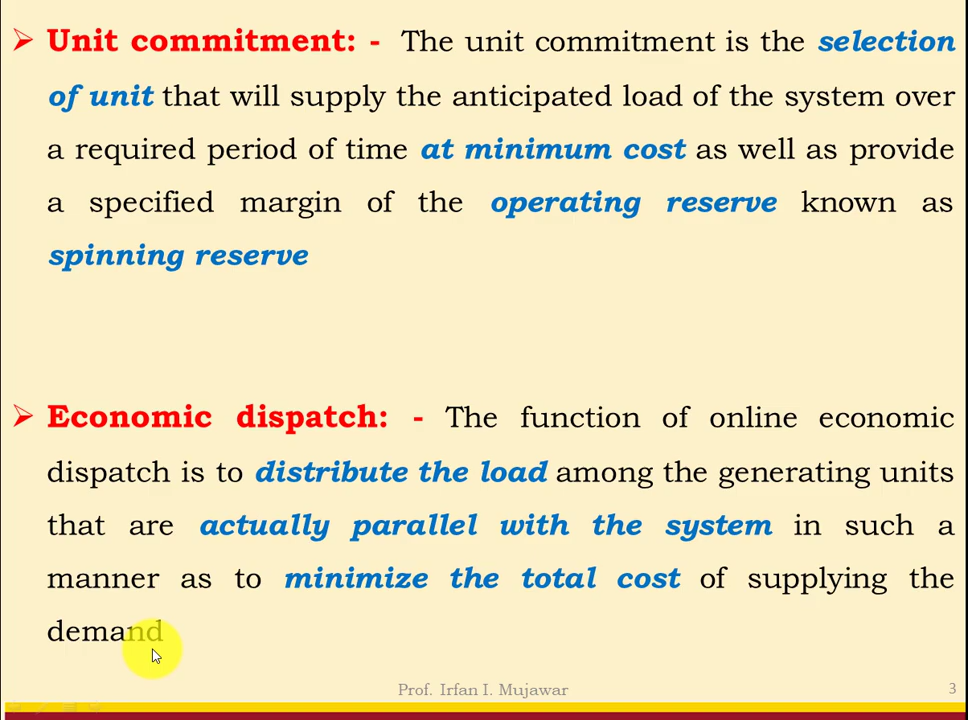 ➢ Unit commitment: - The unit commitment is the selection
of unit that will supply the anticipated load of the system over
a required period of time at minimum cost as well as provide
a specified margin of the operating reserve known as
spinning reserve
➢ Economic dispatch: - The function of online economic
dispatch is to distribute the load among the generating units
that are actually parallel with the system in such a
manner as to minimize the total cost of supplying the
demand
Prof. Irfan I. Mujawar 3